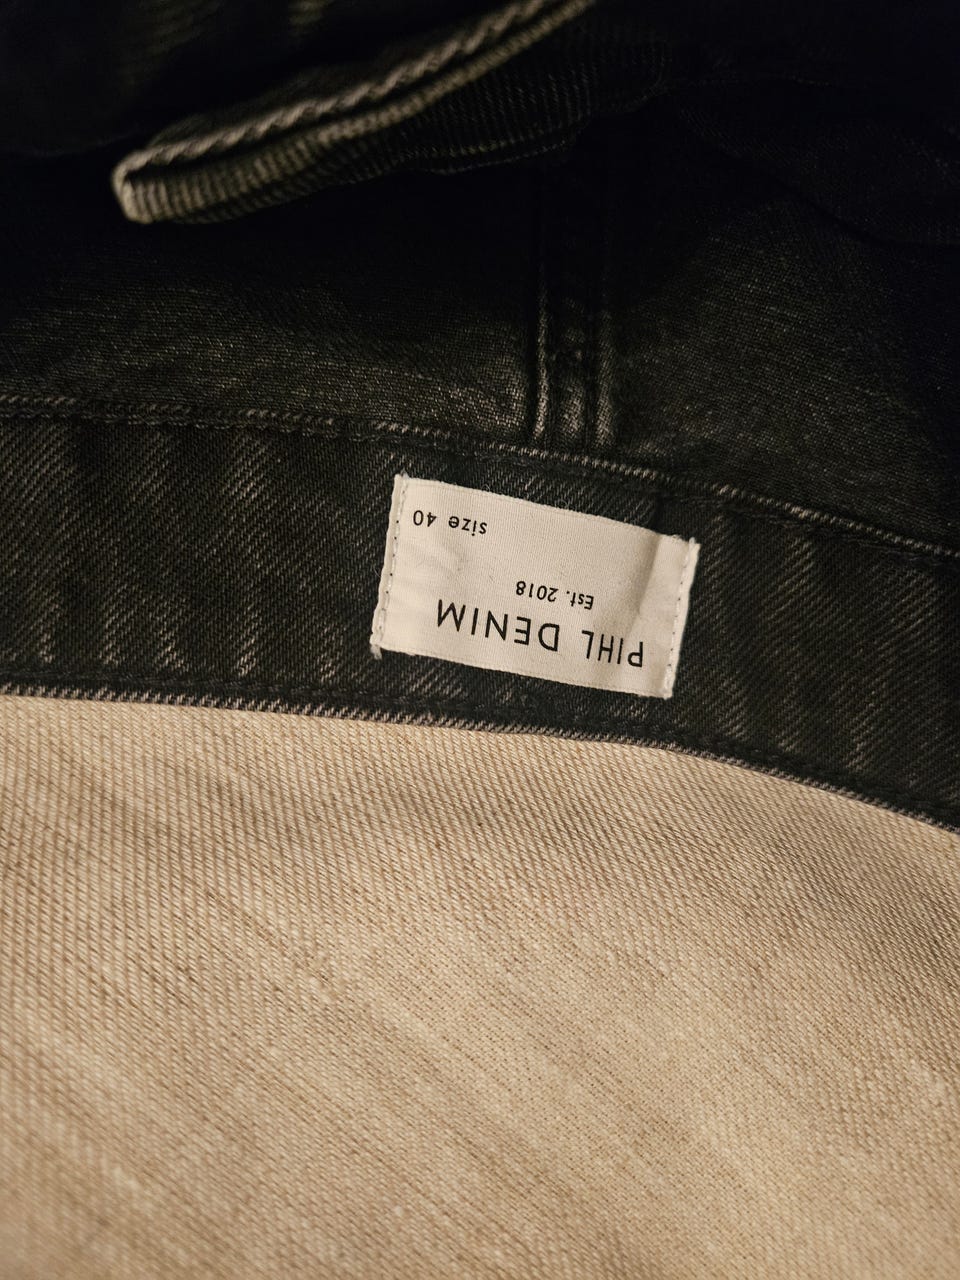 PIHL DENIM
Est. 2018
size 40